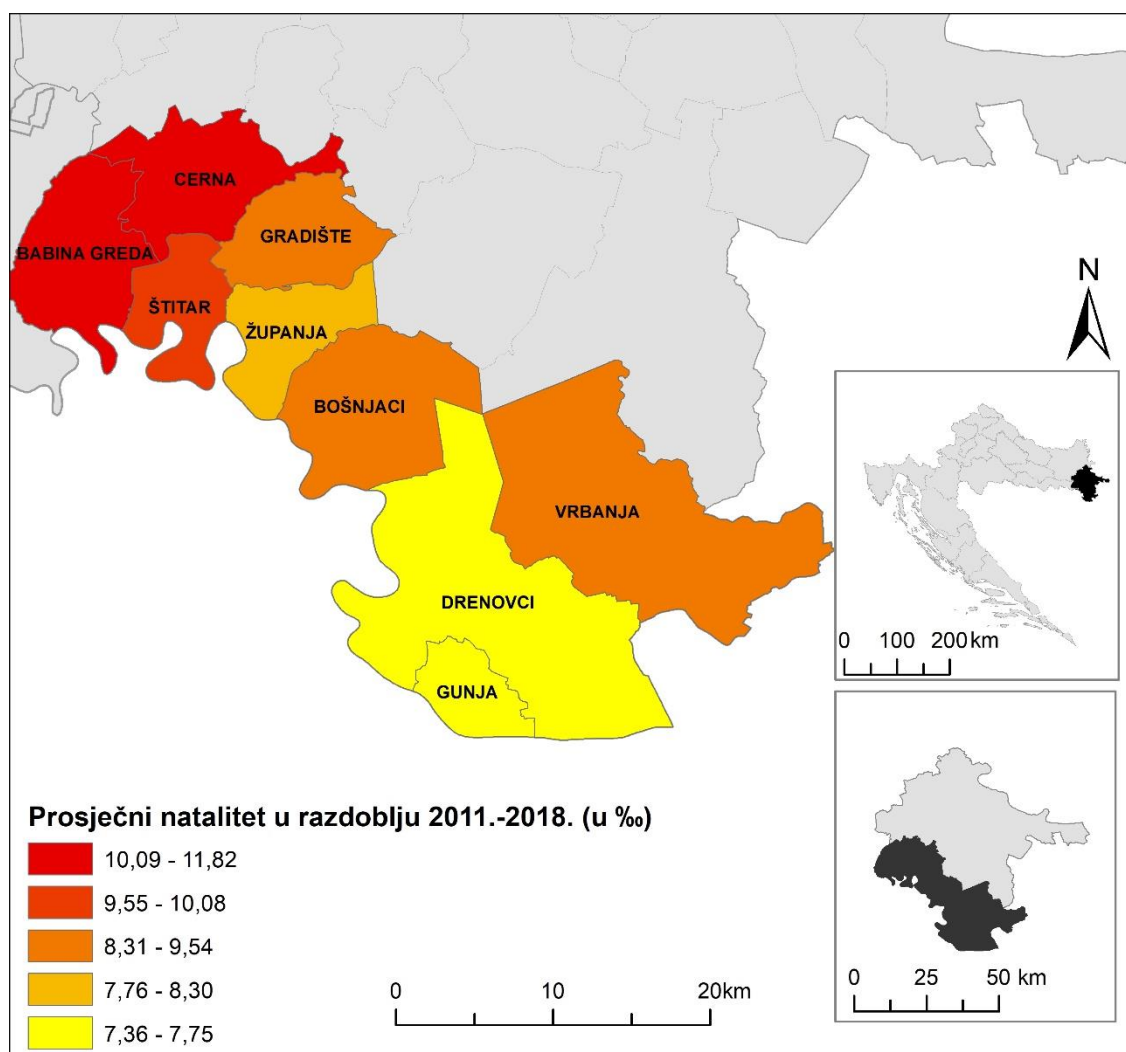 CERNA
BABINA GREDA
GRADIŠTE
ŠTITAR
ŽUPANJA
BOŠNJACI
VRBANJA
DRENOVCI
GUNJA
N
0 100 200 km
0 25 50 km
Prosječni natalitet u razdoblju 2011.-2018. (u ‰)
10,09 - 11,82
9,55 - 10,08
8,31 - 9,54
7,76 - 8,30
7,36 - 7,75
0 10 20km